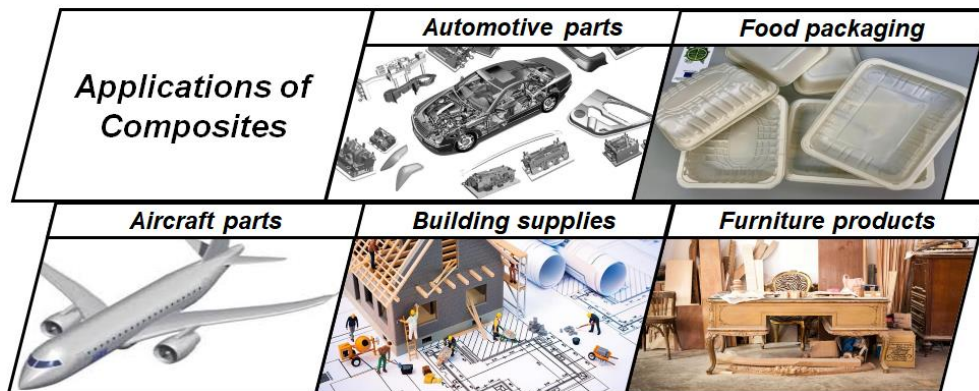 Applications of
Composites
Automotive parts
Food packaging
Aircraft parts
Building supplies
Furniture products